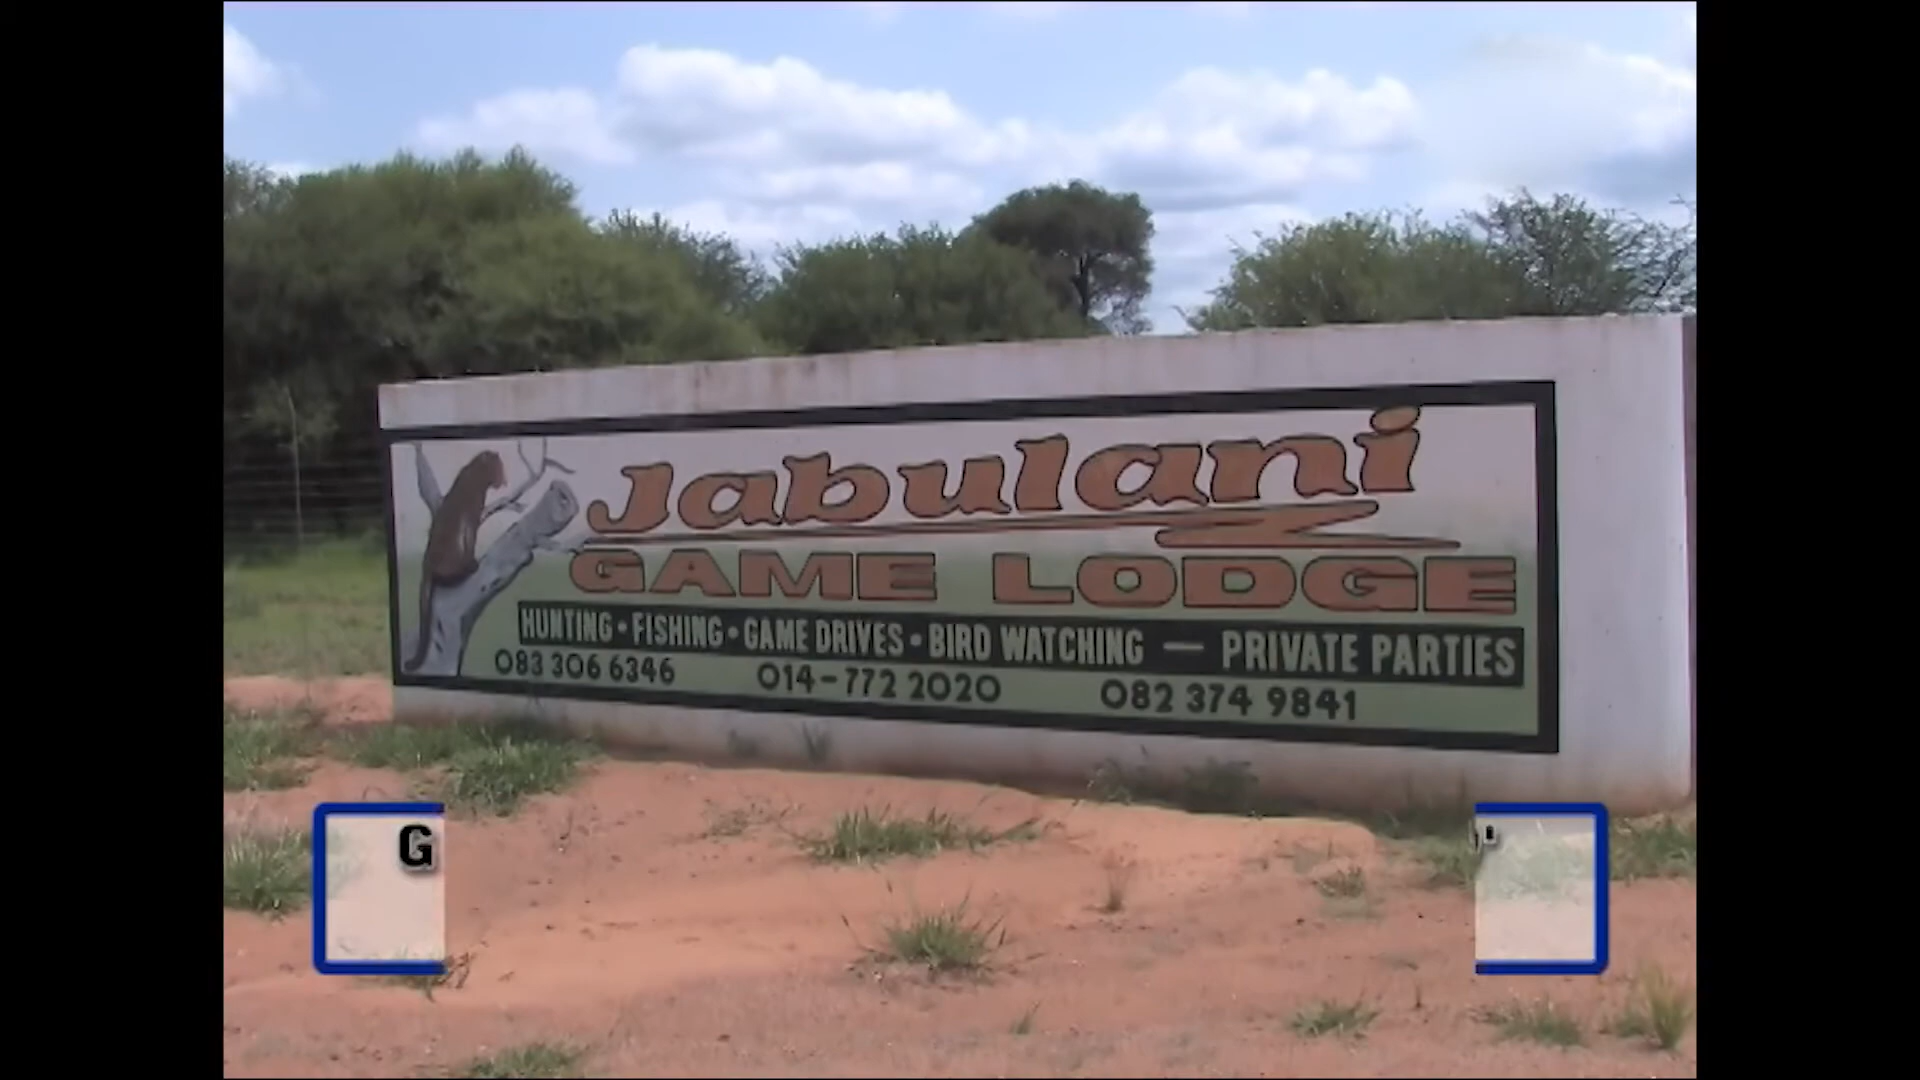 Jabulani
GAME LODGE
HUNTING • FISHING • GAME DRIVES • BIRD WATCHING — PRIVATE PARTIES
083 306 6346 014-772 2020 082 374 9841
G